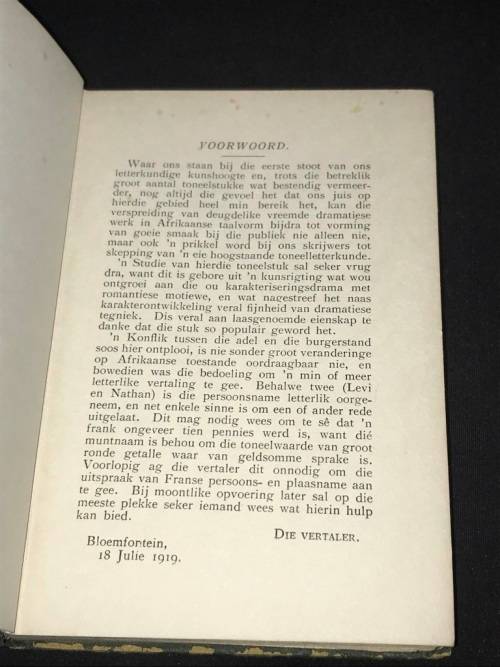 VOORWOORD.
Waar ons staan bij die eerste stoot van ons
letterkundige kunshoogte en, trots die betreklik
groot aantal toneelstukke wat bestendig vermeer-
der, nog altijd die gevoel het dat ons juis op
hierdie gebied heel min bereik het, kan die
verspreiding van deugdelike vreemde dramatiese
werk in Afrikaanse taalvorm bijdra tot vorming
van goeie smaak bij die publiek nie alleen nie,
maar ook 'n prikkel word bij ons skrijwers tot
skepping van 'n eie hoogstaande toneelletterkunde.
'n Studie van hierdie toneelstuk sal seker vrug
dra, want dit is gebore uit 'n kunsrigting wat wou
ontgroei aan die ou karakteriseringsdrama met
romantiese motiewe, en wat nagestreef het naas
karakterontwikkeling veral fijnheid van dramatiese
tegniek. Dis veral aan laasgenoemde eienskap te
danke dat die stuk so populair geword het.
'n Konflik tussen die adel en die burgerstand
soos hier ontplooi, is nie sonder groot veranderinge
op Afrikaanse toestande oordraagbaar nie, en
bowedien was die bedoeling om 'n min of meer
letterlike vertaling te gee. Behalwe twee (Levi
en Nathan) is die persoonsname letterlik oorge-
neem, en net enkele sinne is om een of ander rede
uitgelaat. Dit mag nodig wees om te sê dat 'n
frank ongeveer tien pennies werd is, want dié
muntnaam is behou om die toneelwaarde van groot
ronde getalle waar van geldsomme sprake is.
Voorlopig ag die vertaler dit onnodig om die
uitspraak van Franse persoons- en plaasname aan
te gee. Bij moontlike opvoering later sal op die
meeste plekke seker iemand wees wat hierin hulp
kan bied.
DIE VERTALER.
Bloemfontein,
18 Julie 1919.